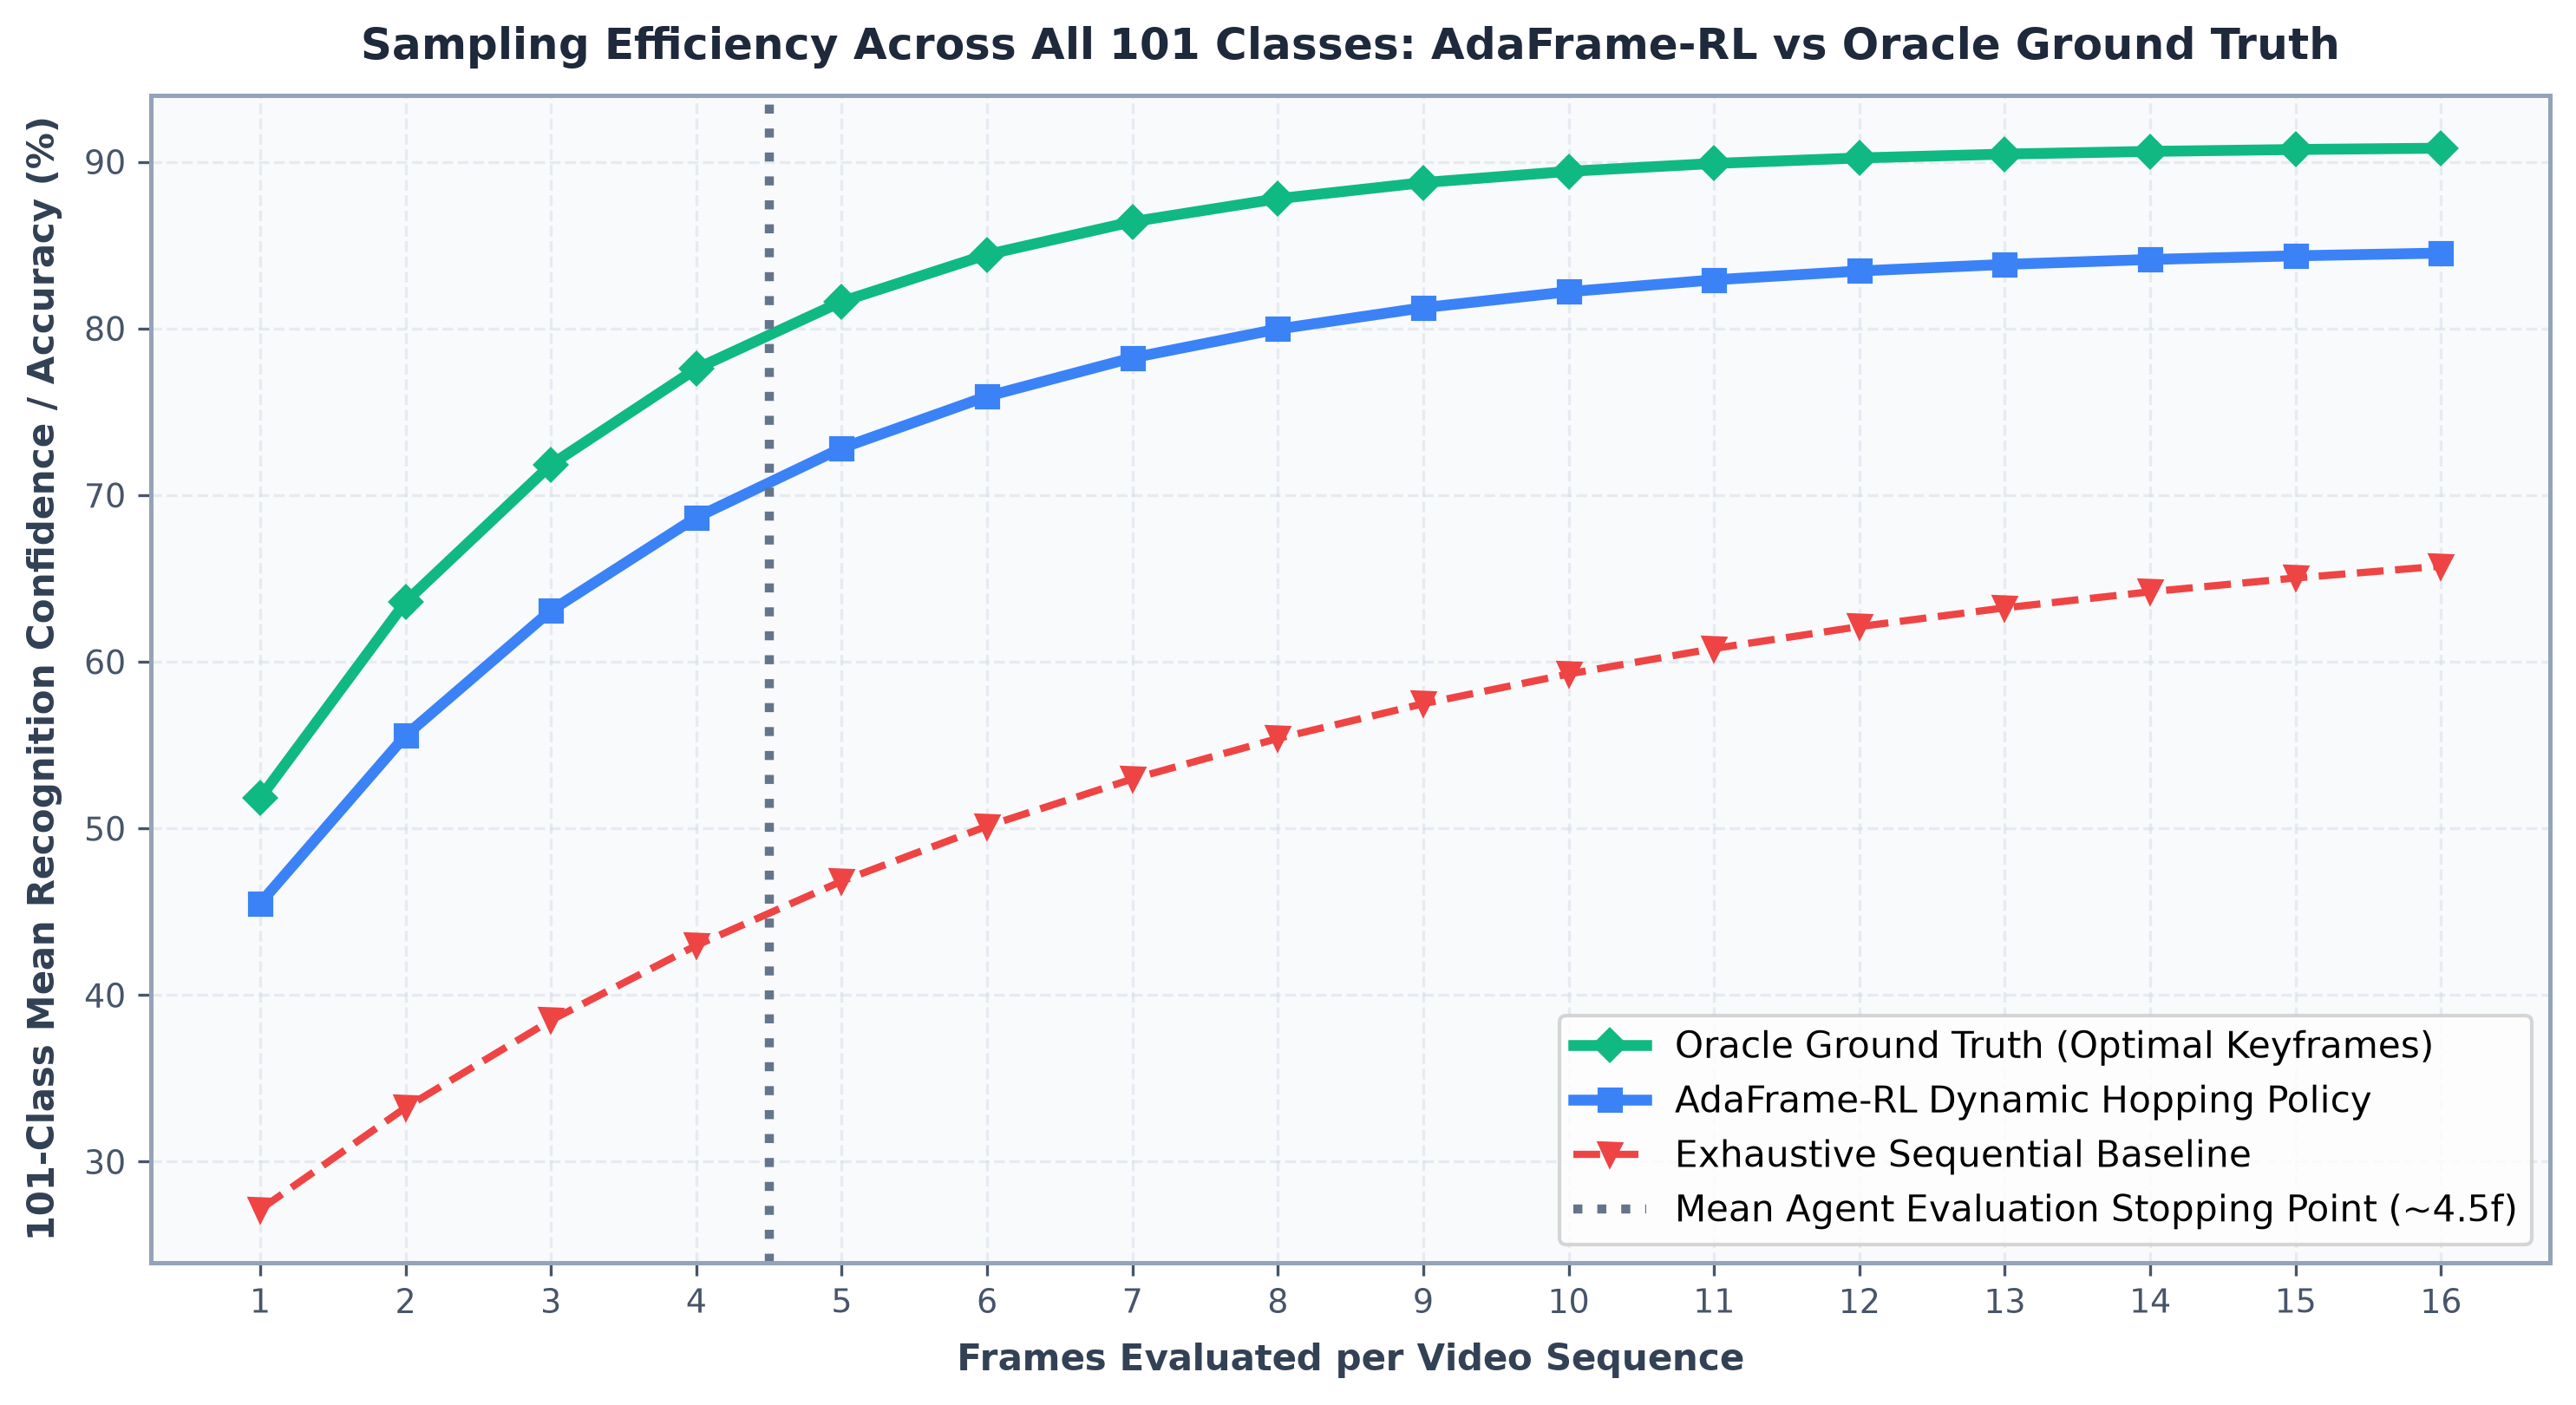 Sampling Efficiency Across All 101 Classes: AdaFrame-RL vs Oracle Ground Truth
101-Class Mean Recognition Confidence / Accuracy (%)
90
80
70
60
50
40
30
Oracle Ground Truth (Optimal Keyframes)
AdaFrame-RL Dynamic Hopping Policy
Exhaustive Sequential Baseline
Mean Agent Evaluation Stopping Point (~4.5f)
1 2 3 4 5 6 7 8 9 10 11 12 13 14 15 16
Frames Evaluated per Video Sequence